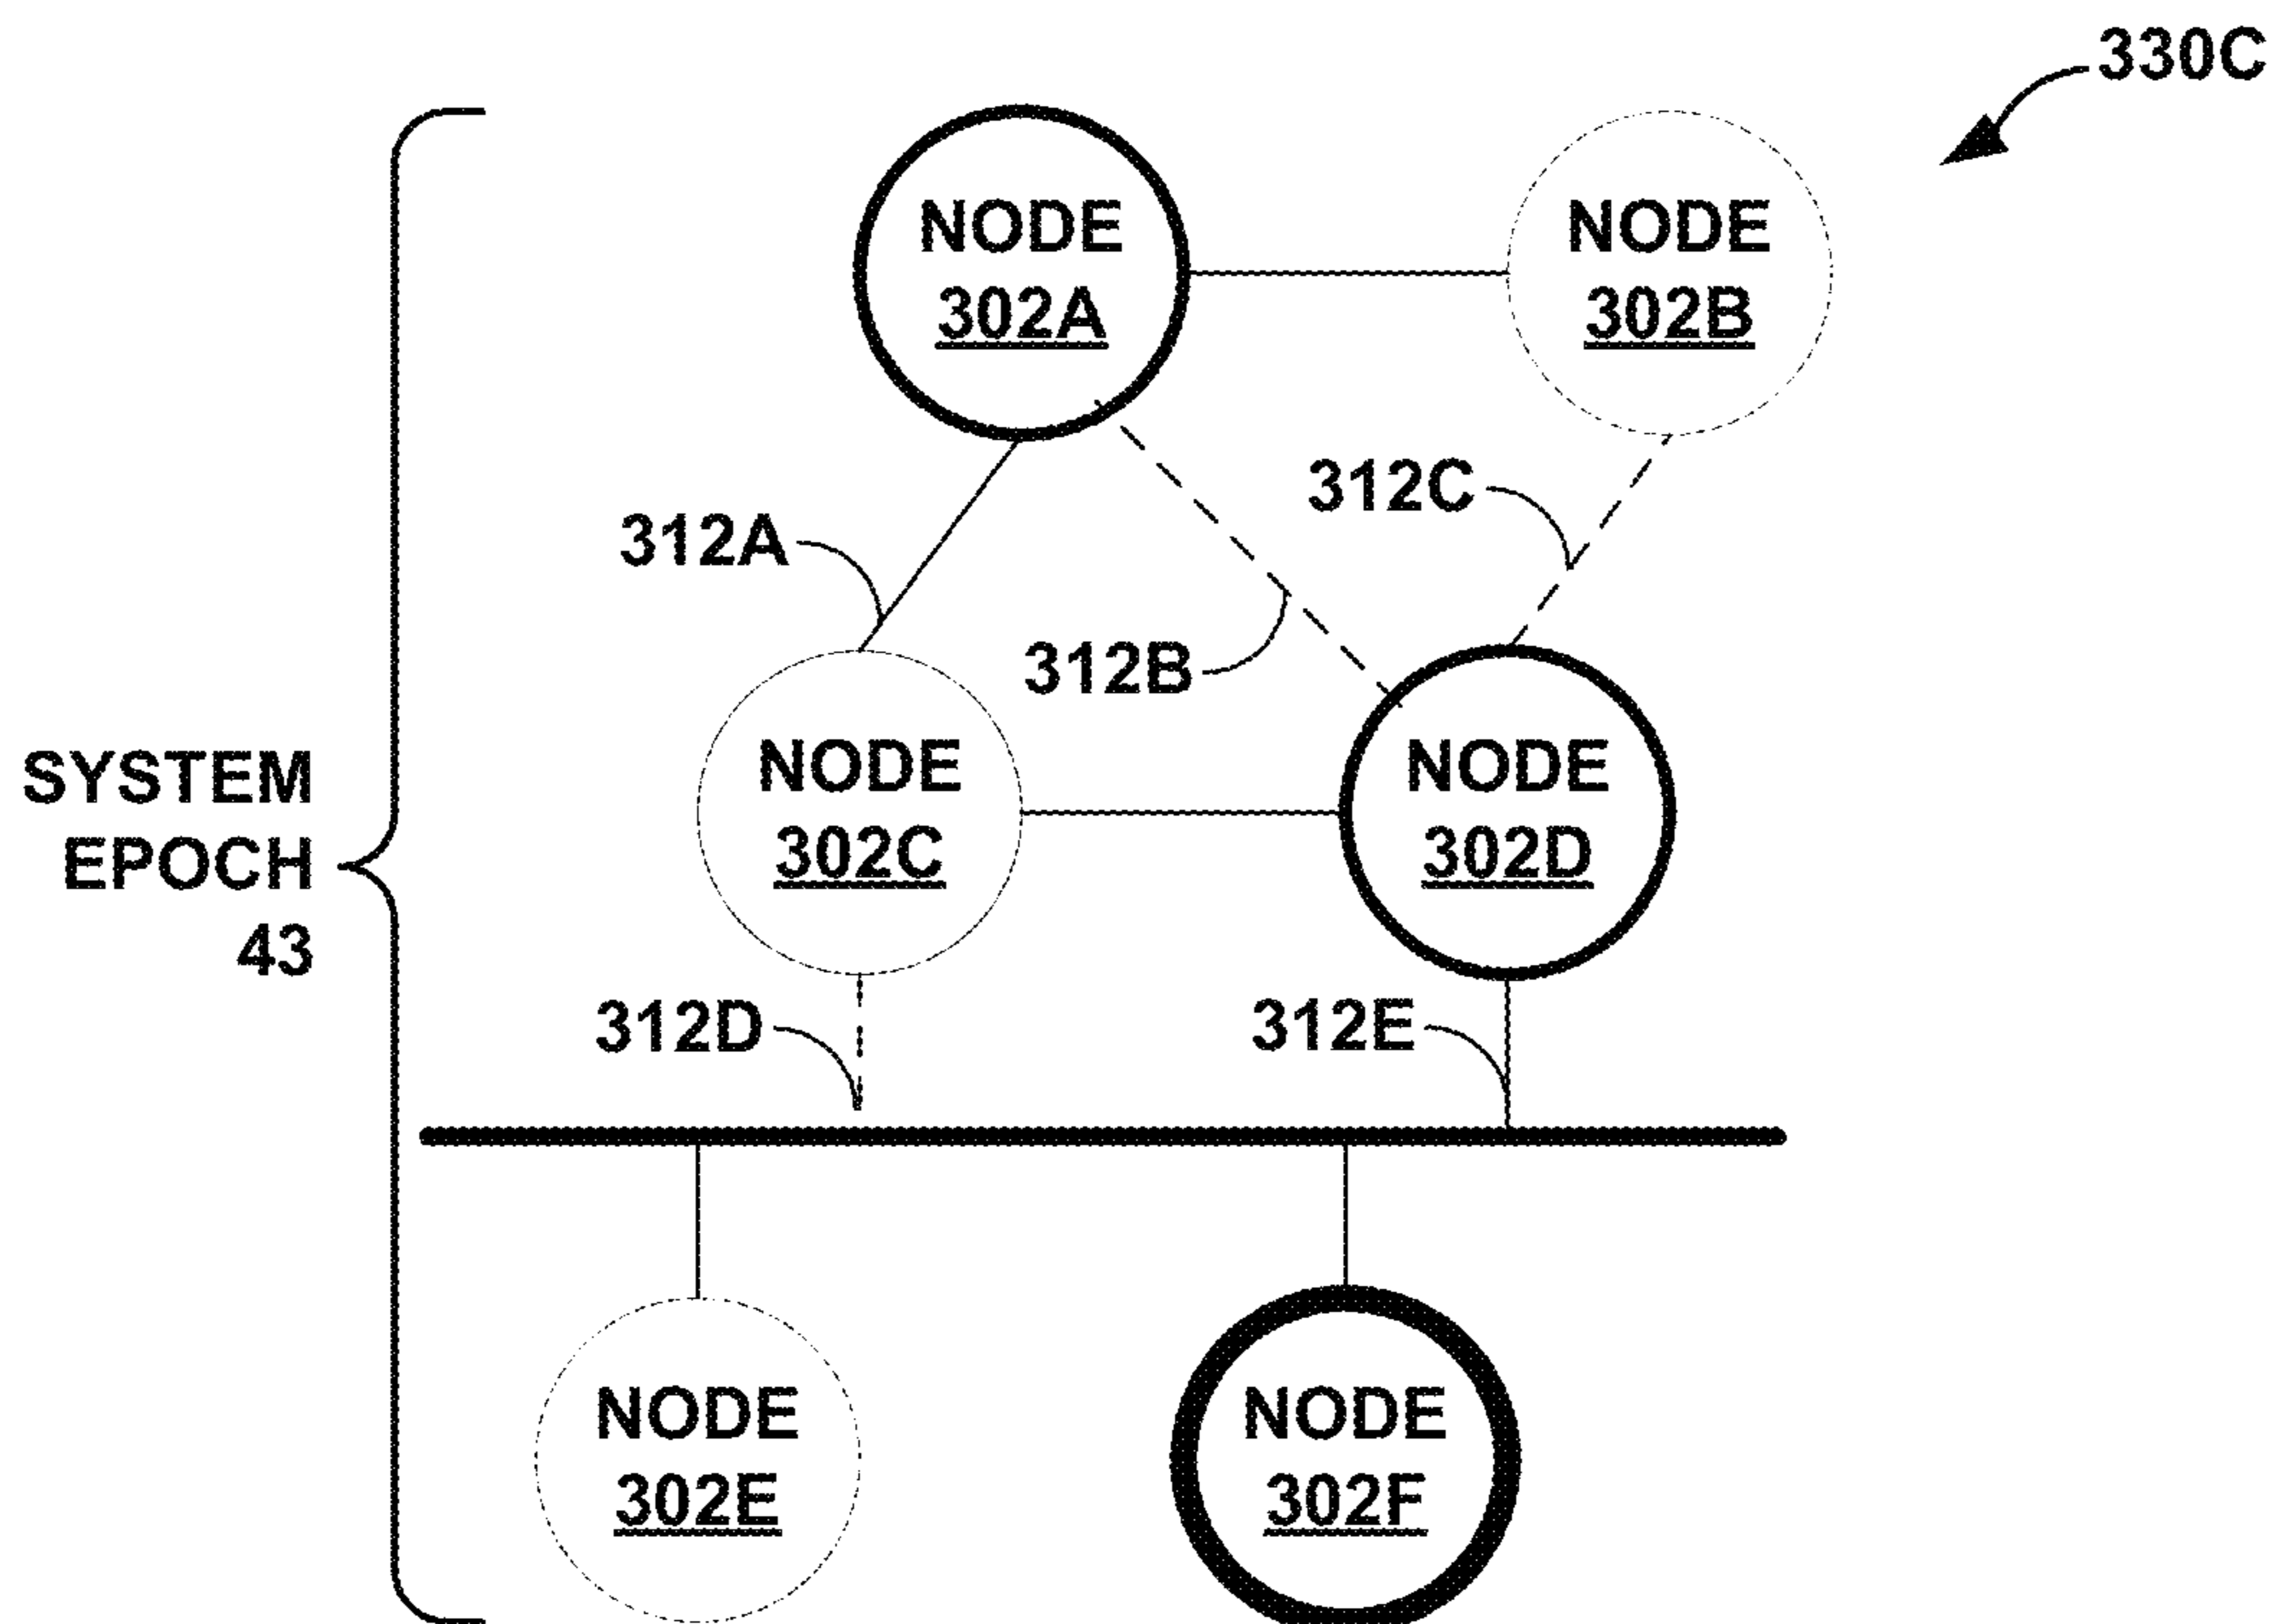 330C
NODE
302A
NODE
302B
312C
312A
312B
NODE
302C
NODE
302D
SYSTEM
EPOCH
43
312D
312E
NODE
302E
NODE
302F